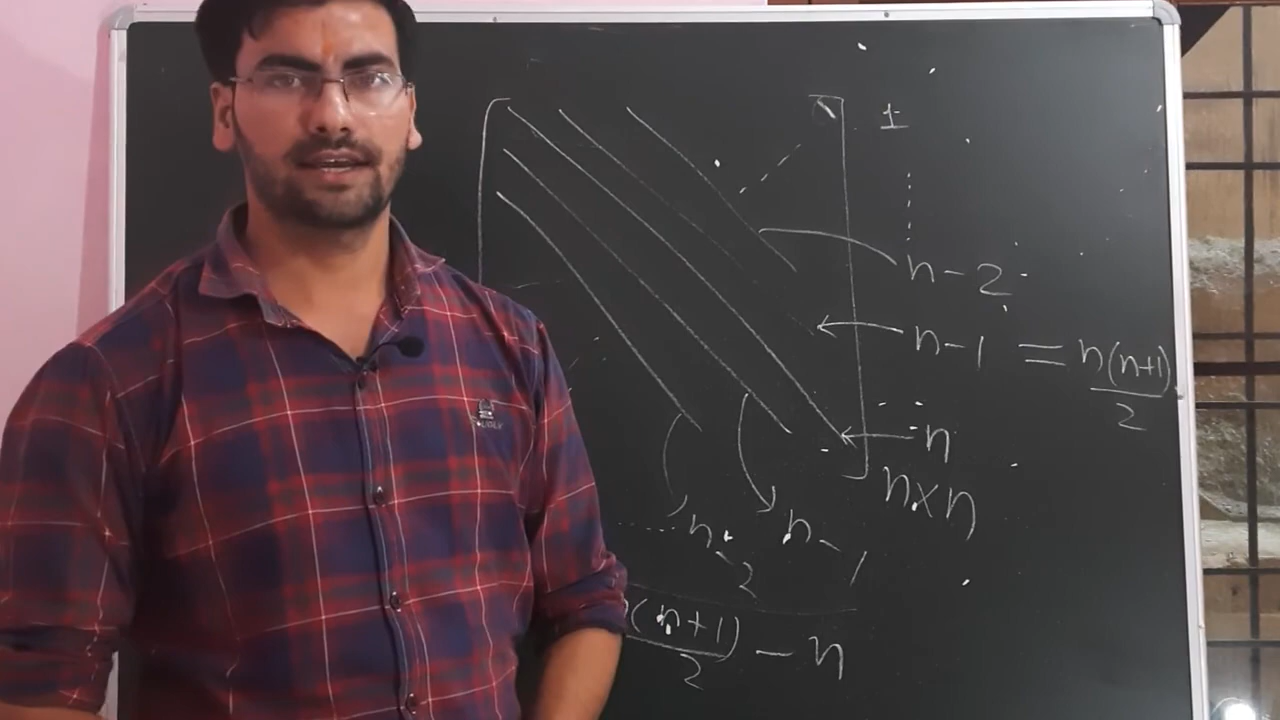 1
n-2
n-1 = n(n+1)/2
n
n×n
n-2 n-1
(n+1)/2 - n